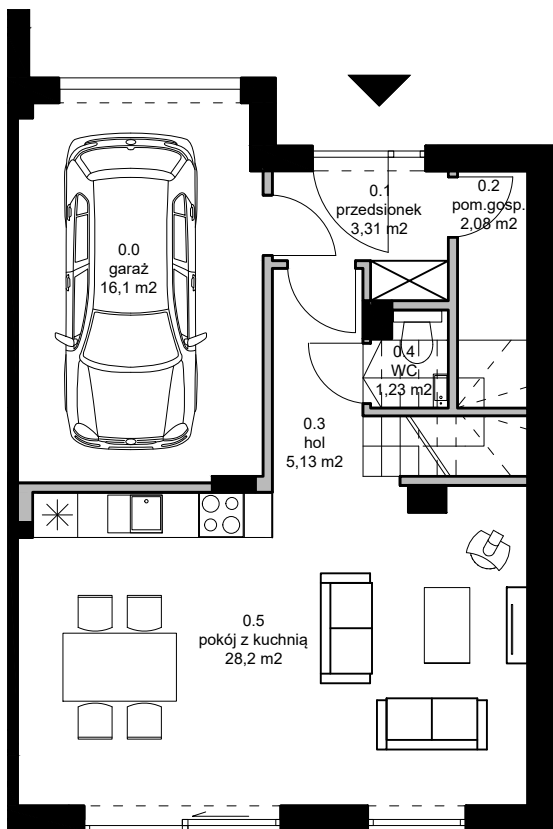 0.1
przedsionek
3,31 m2
0.2
pom.gosp.
2,08 m2
0.0
garaż
16,1 m2
0.4
WC
1,23 m2
0.3
hol
5,13 m2
0.5
pokój z kuchnią
28,2 m2